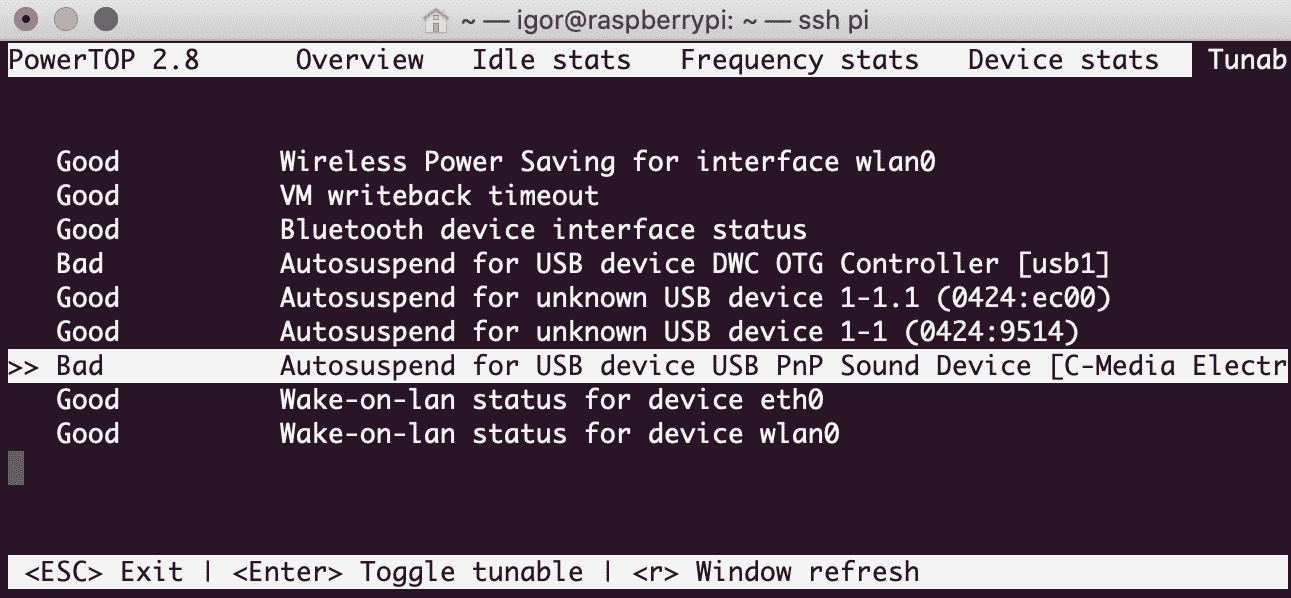 ~ — igor@raspberrypi: ~ — ssh pi
PowerTOP 2.8 Overview Idle stats Frequency stats Device stats Tunab
Good Wireless Power Saving for interface wlan0
Good VM writeback timeout
Good Bluetooth device interface status
Bad Autosuspend for USB device DWC OTG Controller [usb1]
Good Autosuspend for unknown USB device 1-1.1 (0424:ec00)
Good Autosuspend for unknown USB device 1-1 (0424:9514)
>> Bad Autosuspend for USB device USB PnP Sound Device [C-Media Electr
Good Wake-on-lan status for device eth0
Good Wake-on-lan status for device wlan0
<ESC> Exit | <Enter> Toggle tunable | <r> Window refresh